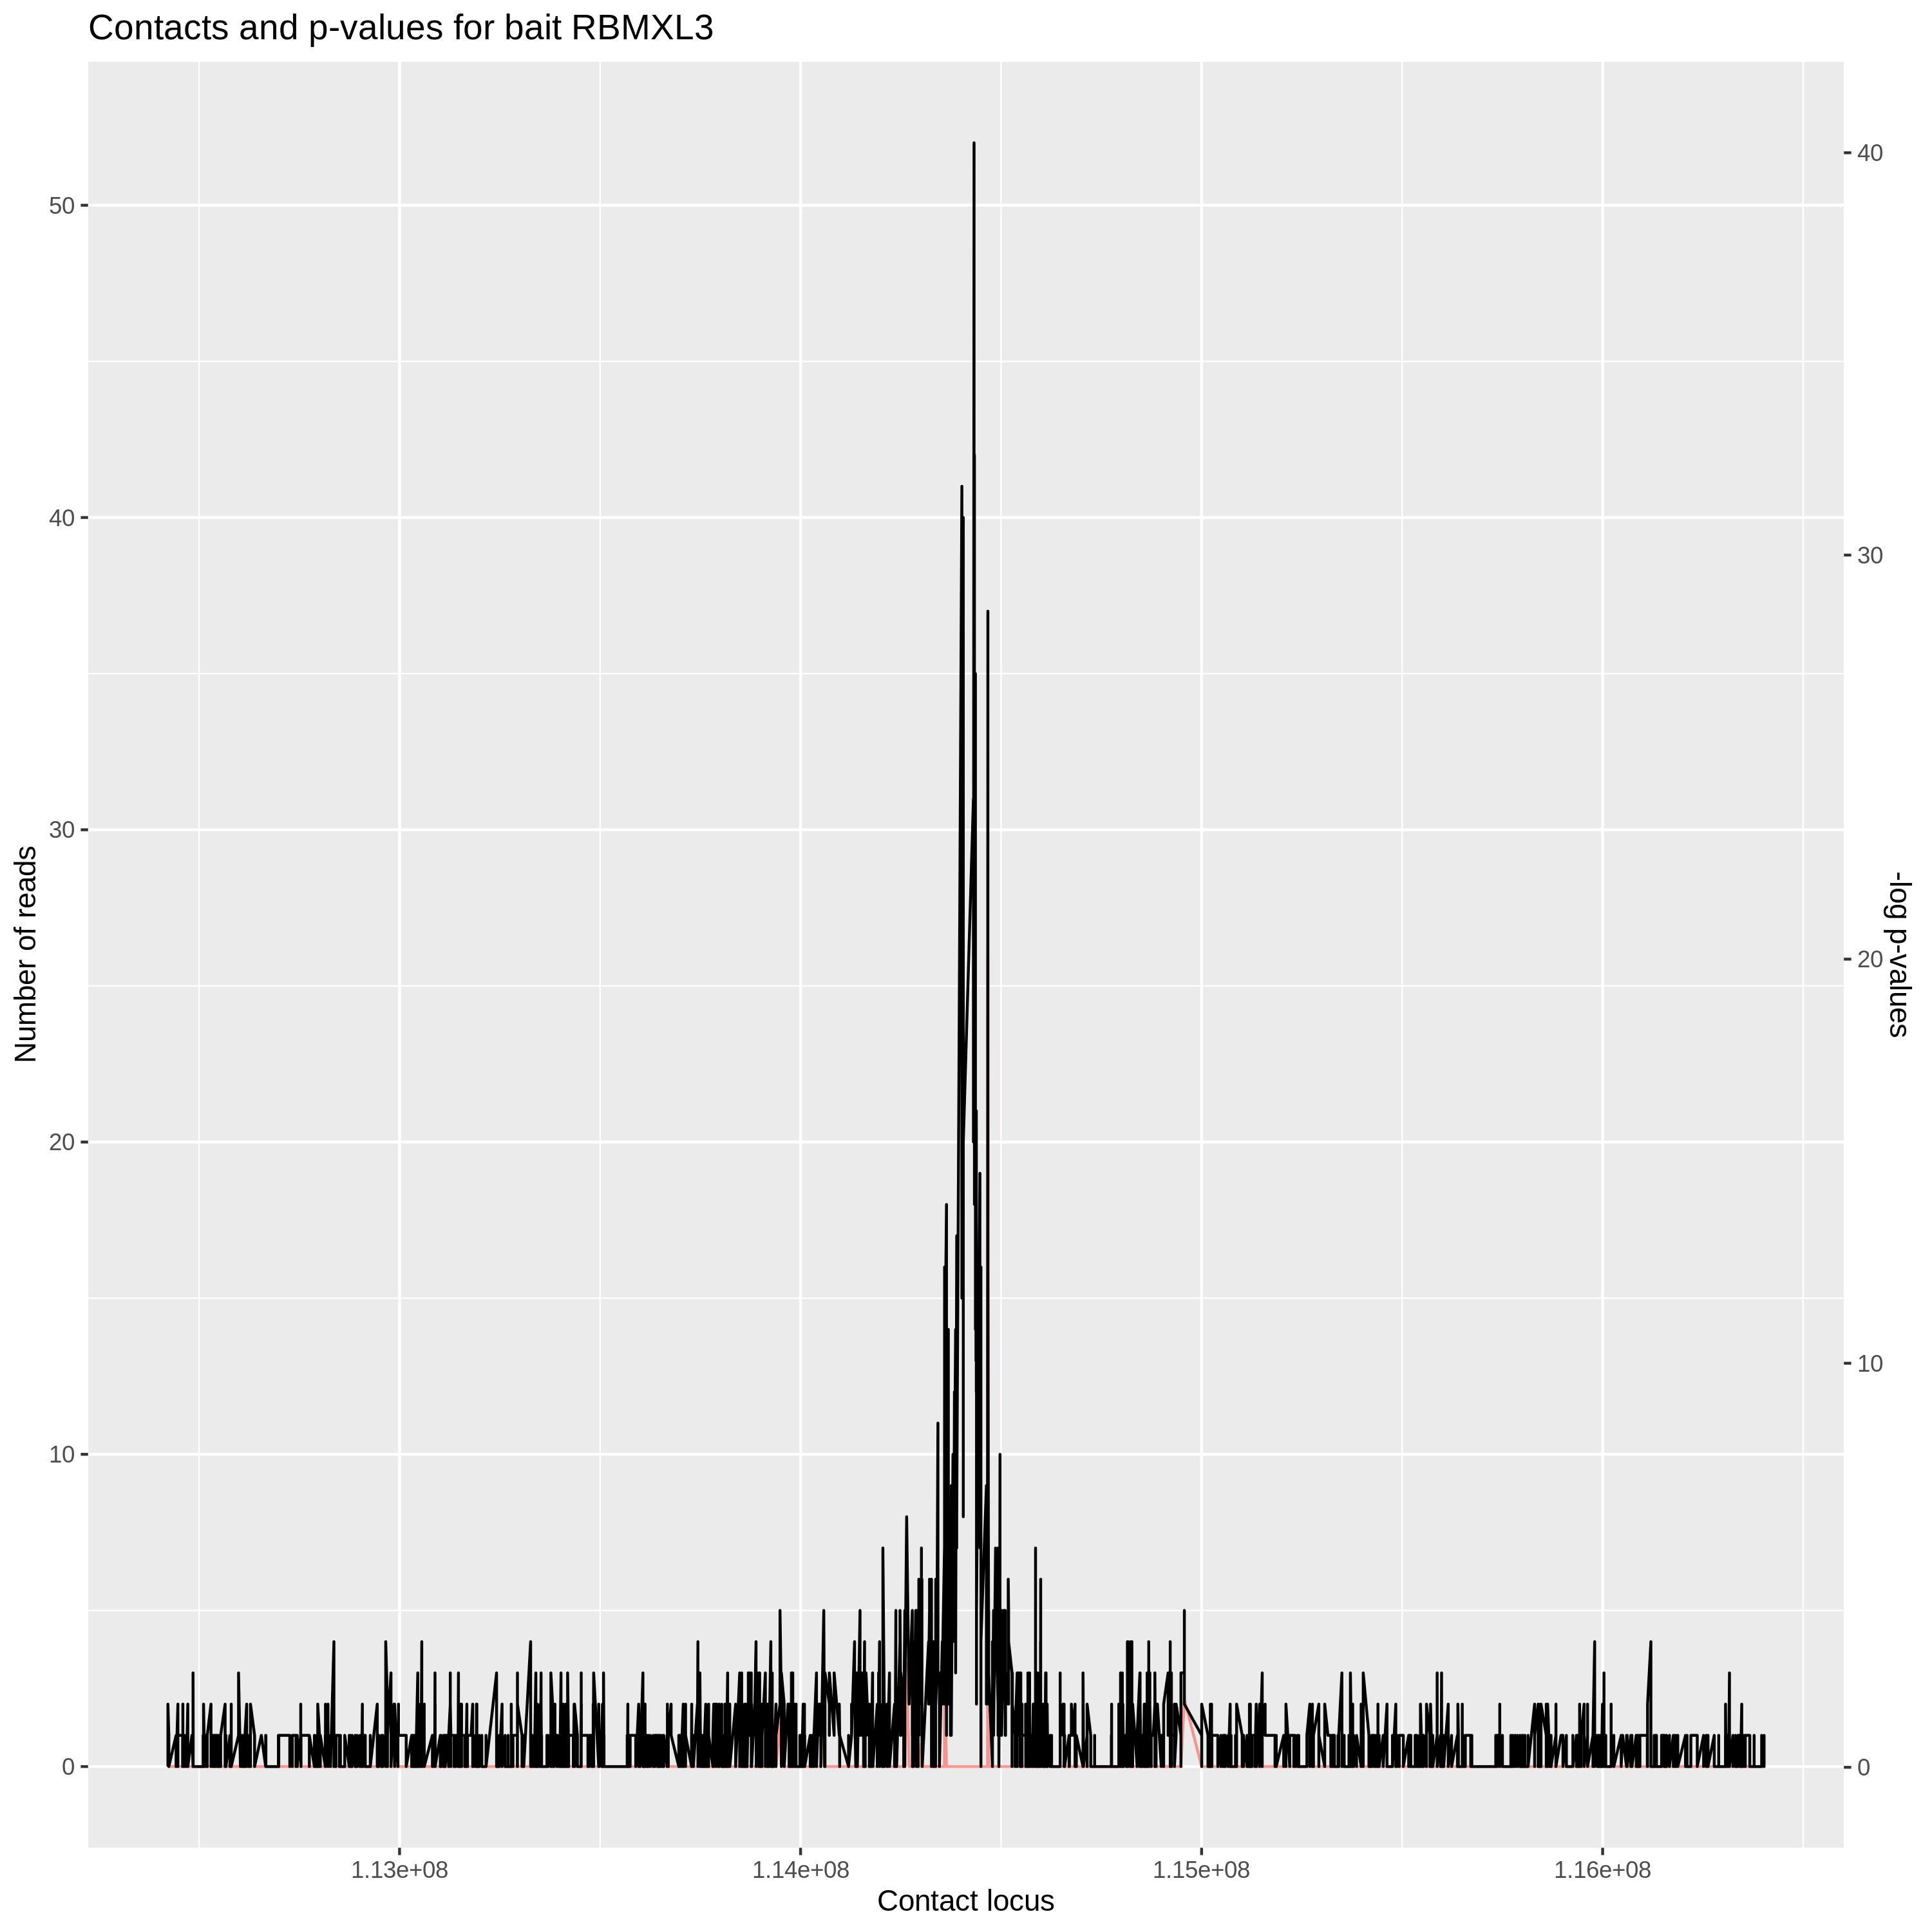 Contacts and p-values for bait RBMXL3
Number of reads
50
40
30
20
10
0
40
30
20
10
0
-log p-values
1.13e+08
1.14e+08
1.15e+08
1.16e+08
Contact locus